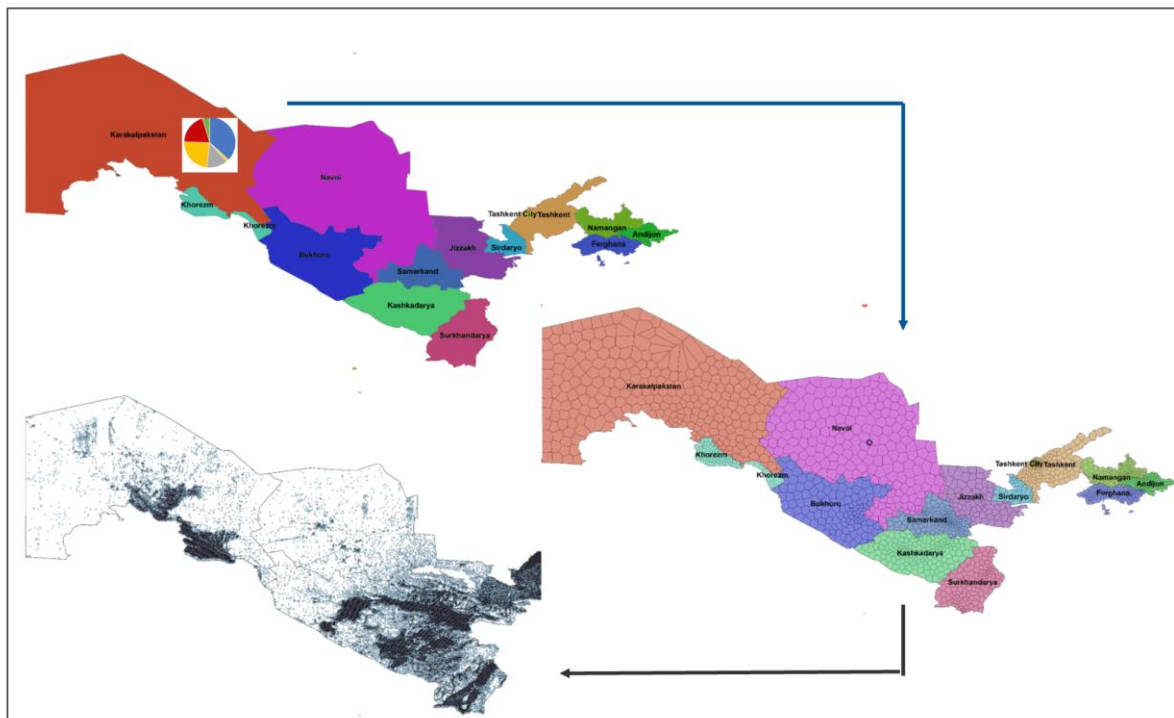 Karakalpakstan
Navoi
Khorezm
Khorezm
Bukhoro
Tashkent City
Tashkent
Namangan
Andijon
Ferghana
Sirdaryo
Jizzakh
Samarkand
Kashkadarya
Surkhandarya
Karakalpakstan
Navoi
Khorezm
Khorezm
Bukhoro
Tashkent City
Tashkent
Namangan
Andijon
Ferghana
Sirdaryo
Jizzakh
Samarkand
Kashkadarya
Surkhandarya